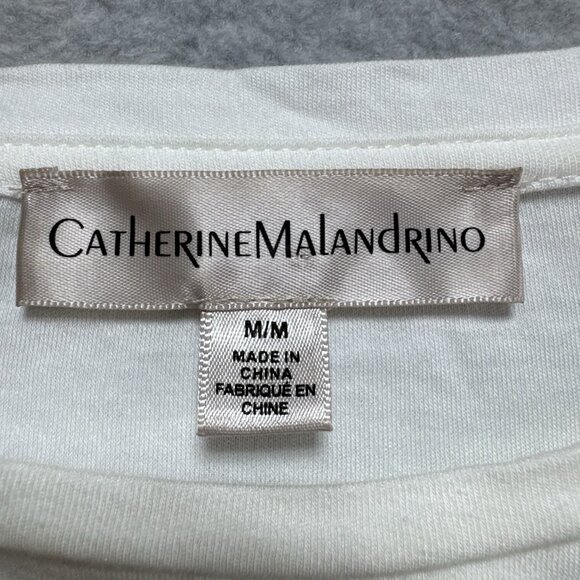 CATHERINEMALANDRINO
M/M
MADE IN
CHINA
FABRIQUÉ EN
CHINE